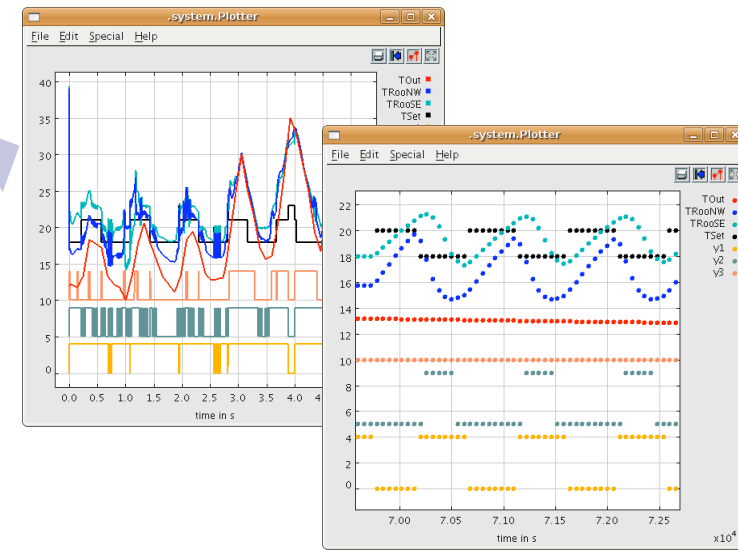 .system.Plotter
File Edit Special Help
TOut
TRooNW
TRooSE
TSet
40
35
30
25
20
15
10
5
0
0.0 0.5 1.0 1.5 2.0 2.5 3.0 3.5 4.0 4
time in s
.system.Plotter
File Edit Special Help
TOut
TRooNW
TRooSE
TSet
y1
y2
y3
22
20
18
16
14
12
10
8
6
4
2
0
7.00 7.05 7.10 7.15 7.20 7.25
time in s
x10^4